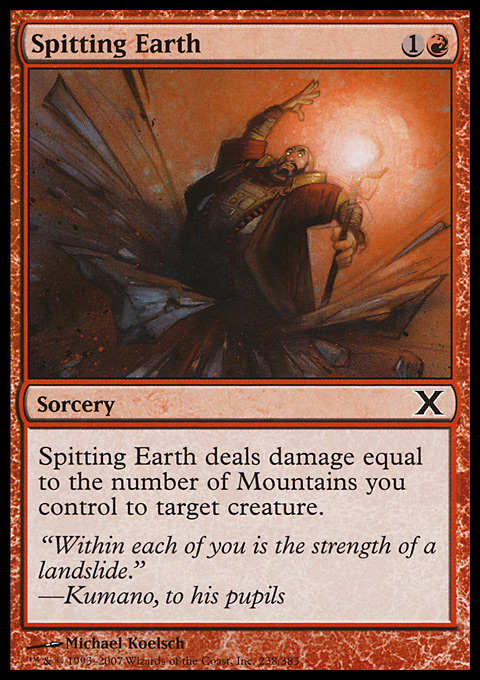 Spitting Earth 1
Sorcery X
Spitting Earth deals damage equal
to the number of Mountains you
control to target creature.
“Within each of you is the strength of a
landslide.”
—Kumano, to his pupils
Michael Koelsch
™ & © 1993–2007 Wizards of the Coast, Inc. 238/383